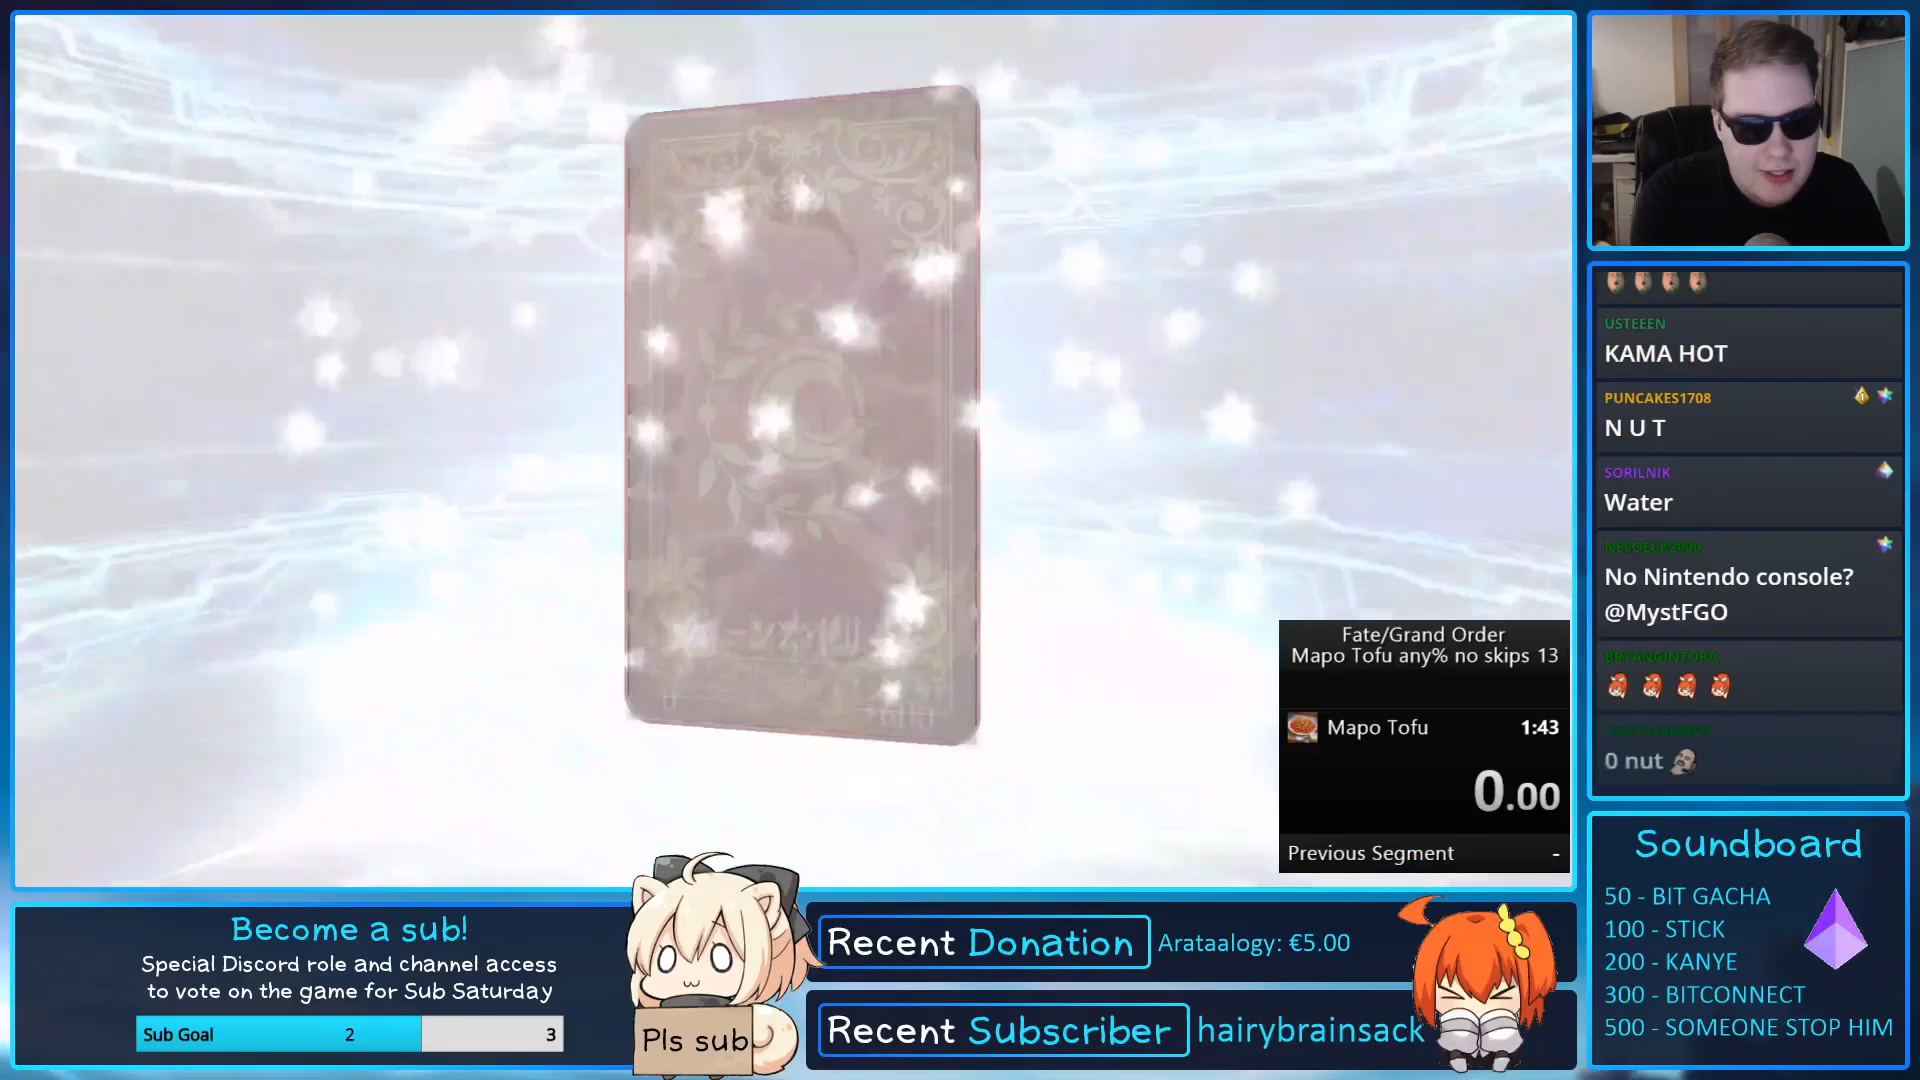 USTEEEN
KAMA HOT
PUNCAKES1708
N U T
SORILNIK
Water
NESQECK2000
No Nintendo console?
@MystFGO
BRYANGINTORA
0 nut
Fate/Grand Order
Mapo Tofu any% no skips 13
Mapo Tofu 1:43
0.00
Previous Segment -
Soundboard
50 - BIT GACHA
100 - STICK
200 - KANYE
300 - BITCONNECT
500 - SOMEONE STOP HIM
Become a sub!
Special Discord role and channel access
to vote on the game for Sub Saturday
Sub Goal 2 3
Pls sub
Recent Donation Arataalogy: €5.00
Recent Subscriber hairybrainsack